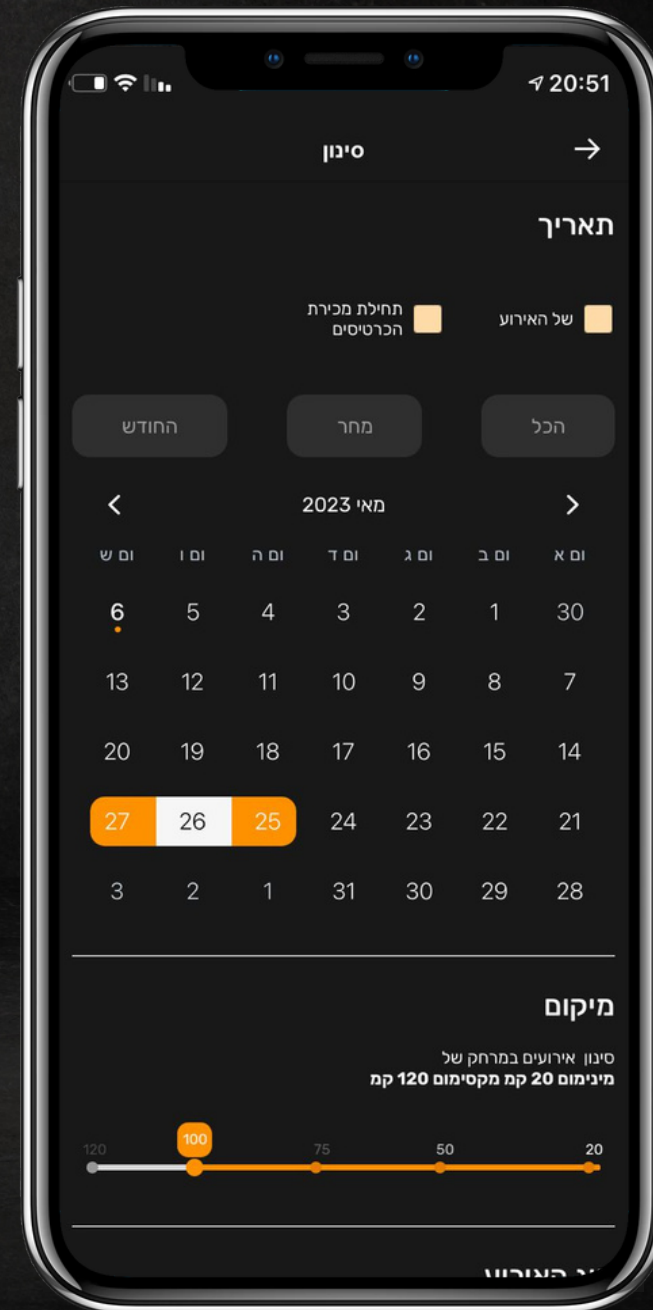 20:51
סינון
תאריך
של האירוע
תחילת מכירת
הכרטיסים
הכל מחר החודש
מאי 2023
ום א ום ב ום ג ום ד ום ה ום ו ום ש
30 1 2 3 4 5 6
7 8 9 10 11 12 13
14 15 16 17 18 19 20
21 22 23 24 25 26 27
28 29 30 31 1 2 3
מיקום
סינון אירועים במרחק של
מינימום 20 קמ מקסימום 120 קמ
20 50 75 100 120
האירוע